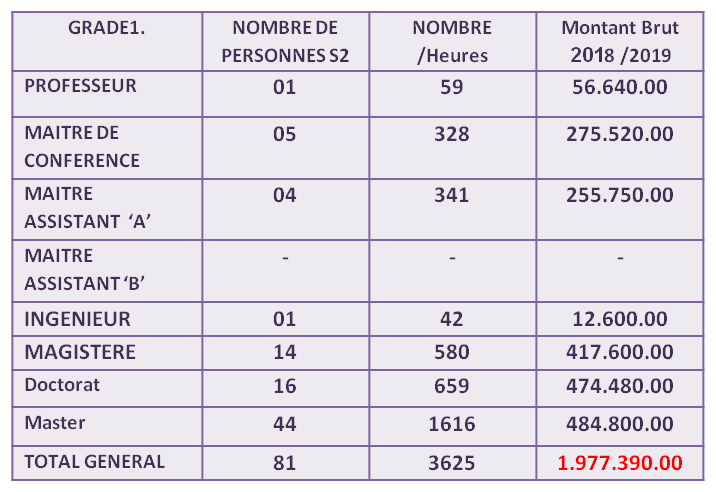 GRADE1.
NOMBRE DE
PERSONNES S2
NOMBRE
/Heures
Montant Brut
2018 /2019
PROFESSEUR 01 59 56.640.00
MAITRE DE
CONFERENCE 05 328 275.520.00
MAITRE
ASSISTANT ‘A’ 04 341 255.750.00
MAITRE
ASSISTANT ‘B’ - - -
INGENIEUR 01 42 12.600.00
MAGISTERE 14 580 417.600.00
Doctorat 16 659 474.480.00
Master 44 1616 484.800.00
TOTAL GENERAL 81 3625 1.977.390.00